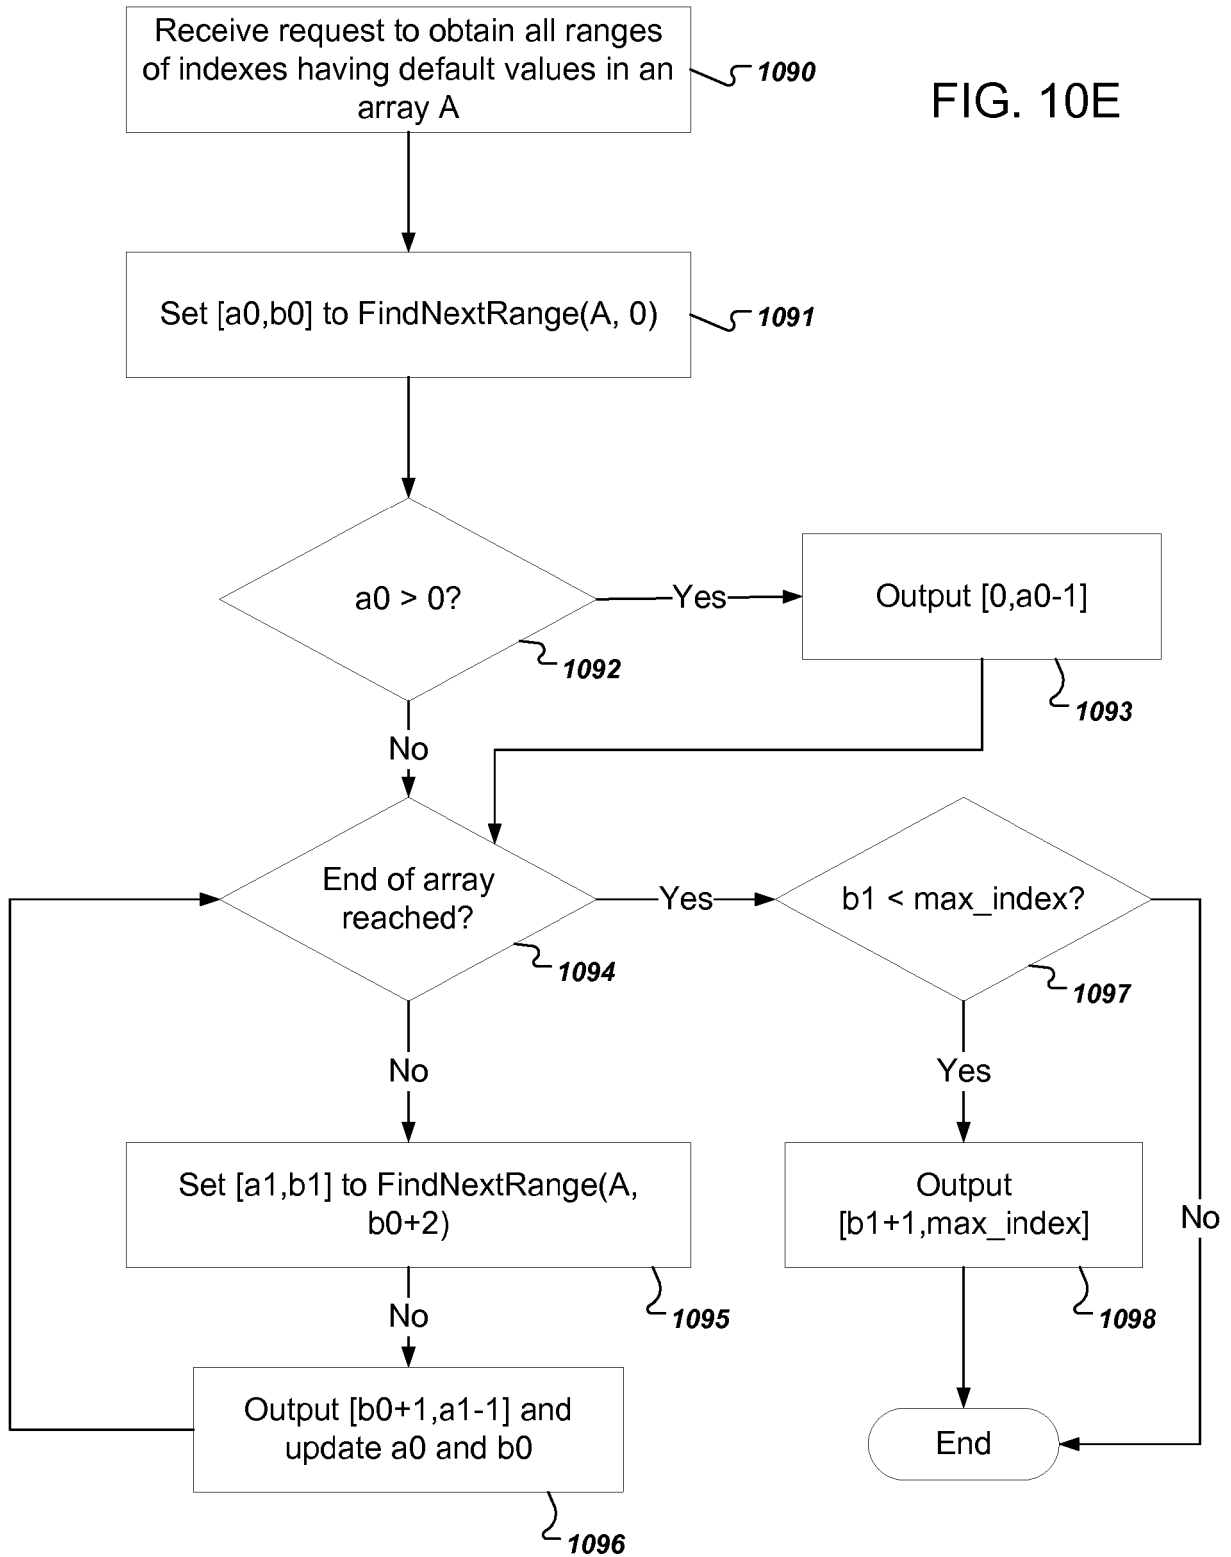 Receive request to obtain all ranges
of indexes having default values in an
array A
1090
FIG. 10E
Set [a0,b0] to FindNextRange(A, 0)
1091
a0 > 0?
1092
Yes
Output [0,a0-1]
1093
No
End of array
reached?
1094
Yes
b1 < max_index?
1097
No
Yes
Set [a1,b1] to FindNextRange(A,
b0+2)
1095
Output
[b1+1,max_index]
1098
No
No
Output [b0+1,a1-1] and
update a0 and b0
1096
End